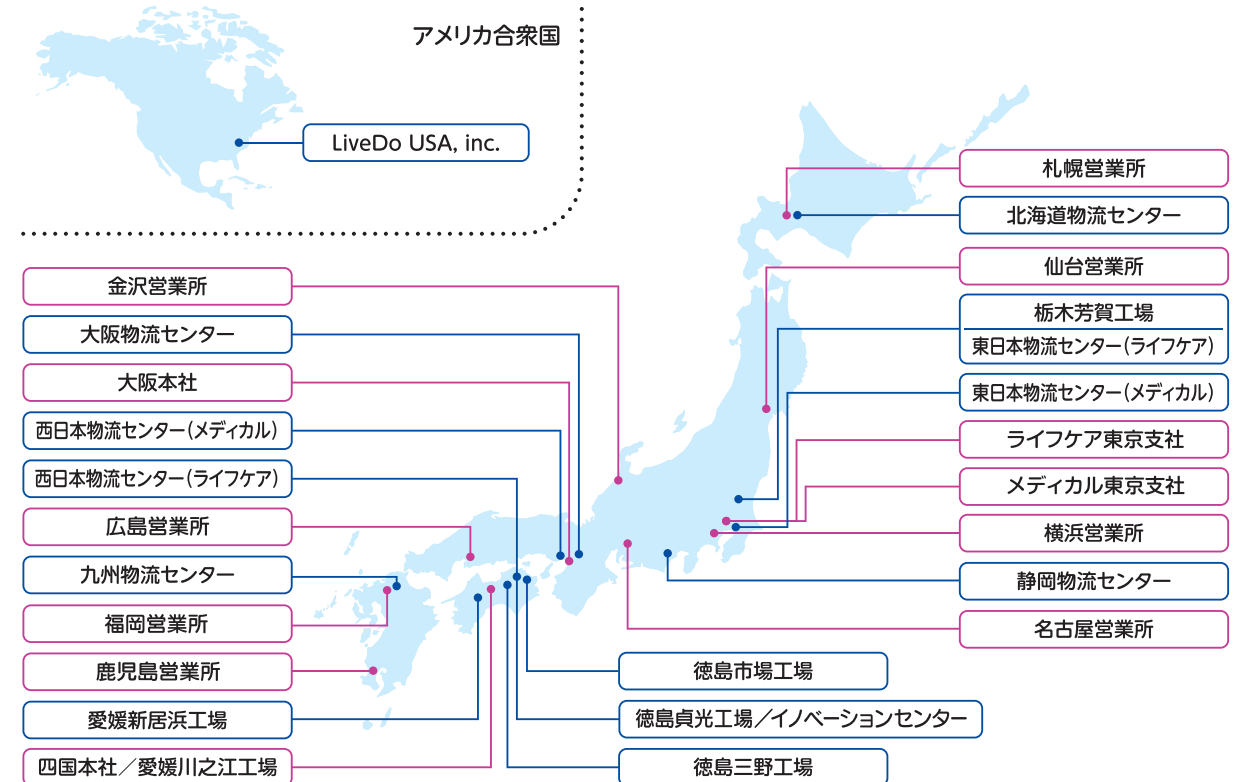 アメリカ合衆国
LiveDo USA, inc.
金沢営業所
大阪物流センター
大阪本社
西日本物流センター(メディカル)
西日本物流センター(ライフケア)
広島営業所
九州物流センター
福岡営業所
鹿児島営業所
愛媛新居浜工場
四国本社／愛媛川之江工場
札幌営業所
北海道物流センター
仙台営業所
栃木芳賀工場
東日本物流センター(ライフケア)
東日本物流センター(メディカル)
ライフケア東京支社
メディカル東京支社
横浜営業所
静岡物流センター
名古屋営業所
徳島市場工場
徳島貞光工場／イノベーションセンター
徳島三野工場